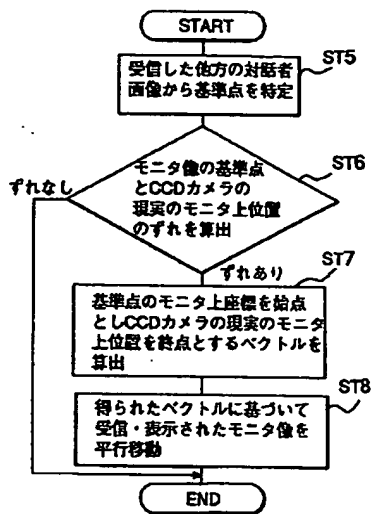 START
ST5
受信した他方の対話者
画像から基準点を特定
ST6
モニタ像の基準点
とCCDカメラの
現実のモニタ上位置
のずれを算出
ずれなし
ずれあり
ST7
基準点のモニタ上座標を始点
としCCDカメラの現実のモニタ
上位置を終点とするベクトルを
算出
ST8
得られたベクトルに基づいて
受信・表示されたモニタ像を
平行移動
END